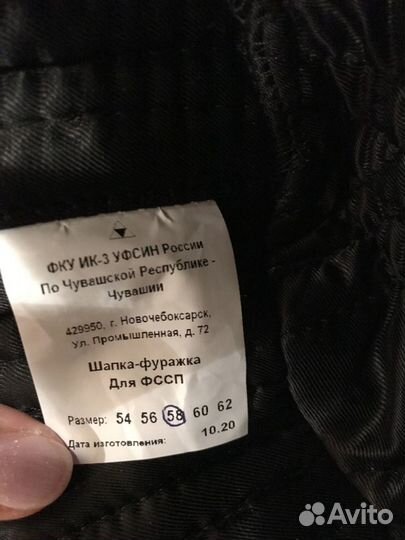 ФКУ ИК-3 УФСИН России
По Чувашской Республике -
Чувашии
429950, г. Новочебоксарск,
Ул. Промышленная, д. 72
Шапка-фуражка
Для ФССП
Размер: 54 56 58 60 62
Дата изготовления: 10.20
Avito